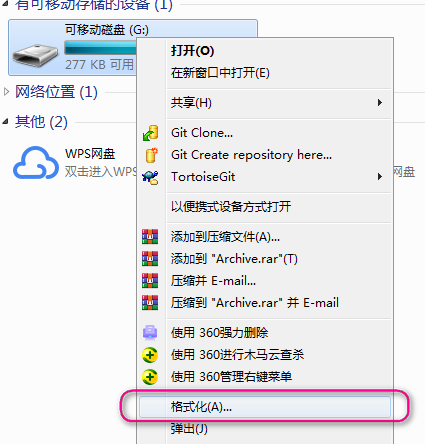 有可移动存储的设备 (1)
可移动磁盘 (G:)
277 KB 可用
网络位置 (1)
其他 (2)
WPS网盘
双击进入WPS
网盘
打开(O)
在新窗口中打开(E)
共享(H)
Git Clone...
Git Create repository here...
TortoiseGit
以便携式设备方式打开
添加到压缩文件(A)...
添加到 "Archive.rar"(T)
压缩并 E-mail...
压缩到 "Archive.rar" 并 E-mail
使用 360强力删除
使用 360进行木马云查杀
使用 360管理右键菜单
格式化(A)...
弹出(J)